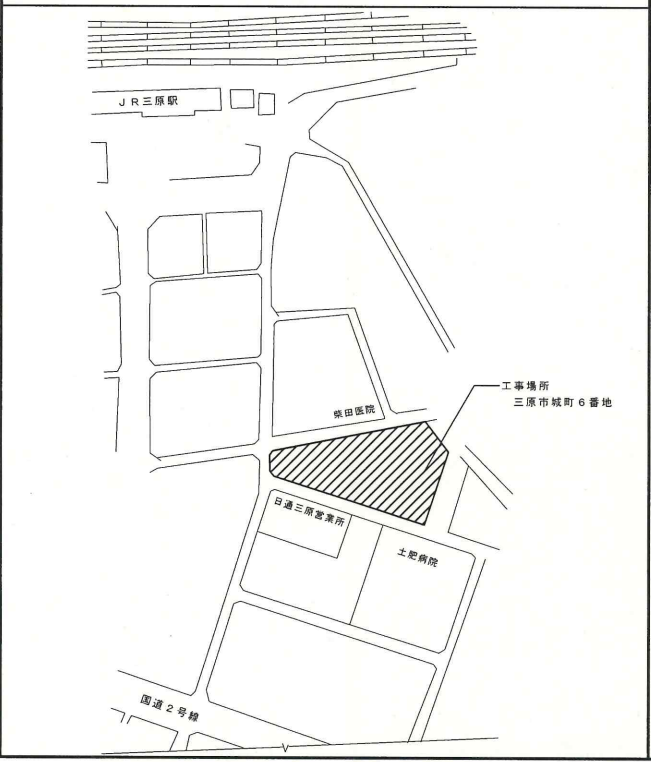 JR三原駅
工事場所
三原市城町6番地
柴田医院
日通三原営業所
土肥病院
国道2号線